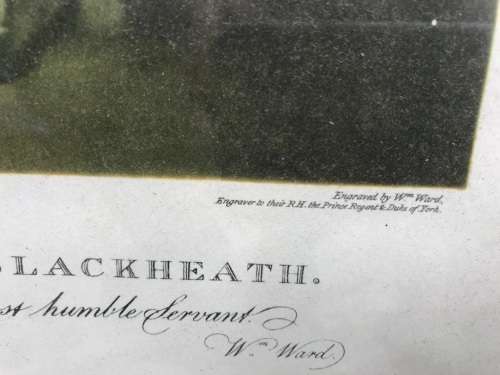 Engraved by Wm Ward,
Engraver to their R.H. the Prince Regent & Duke of York.
LACKHEATH.
st humble Servant.
Wm Ward.